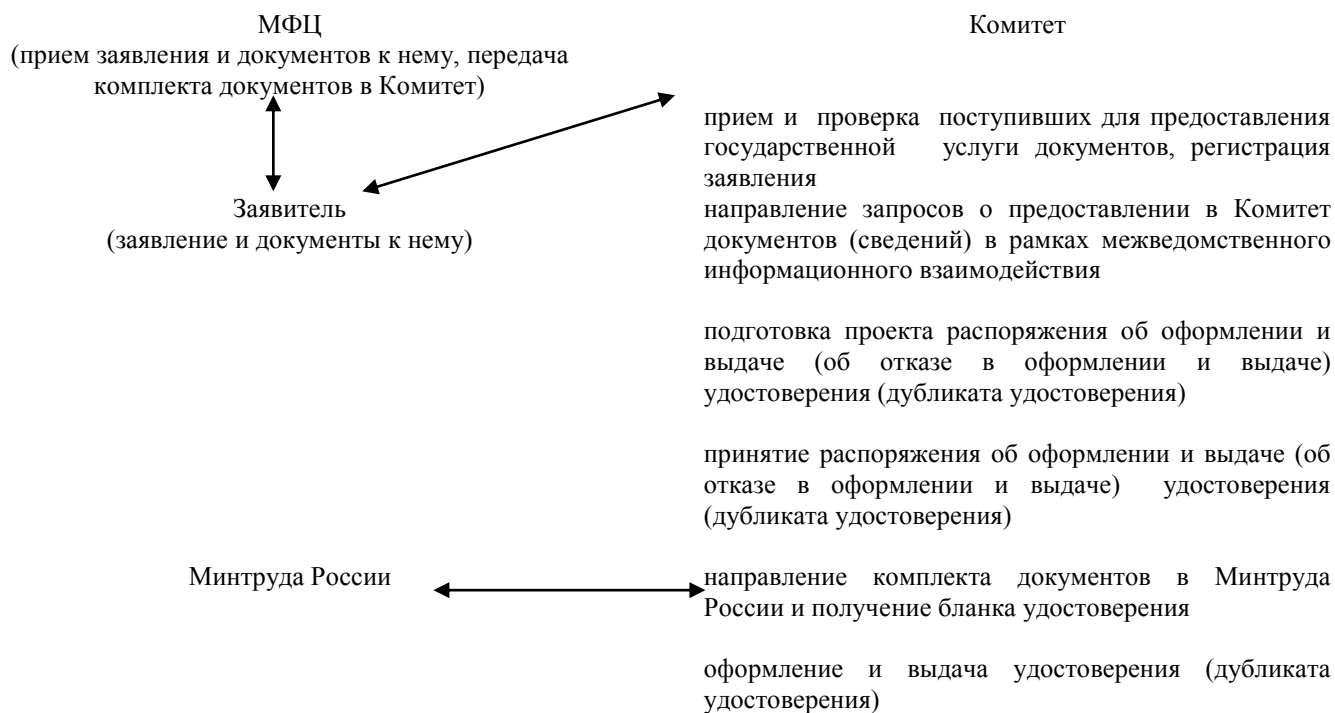 МФЦ
(прием заявления и документов к нему, передача
комплекта документов в Комитет)
Заявитель
(заявление и документы к нему)
Минтруда России
Комитет
прием и проверка поступивших для предоставления
государственной услуги документов, регистрация
заявления
направление запросов о предоставлении в Комитет
документов (сведений) в рамках межведомственного
информационного взаимодействия
подготовка проекта распоряжения об оформлении и
выдаче (об отказе в оформлении и выдаче)
удостоверения (дубликата удостоверения)
принятие распоряжения об оформлении и выдаче (об
отказе в оформлении и выдаче) удостоверения
(дубликата удостоверения)
направление комплекта документов в Минтруда
России и получение бланка удостоверения
оформление и выдача удостоверения (дубликата
удостоверения)